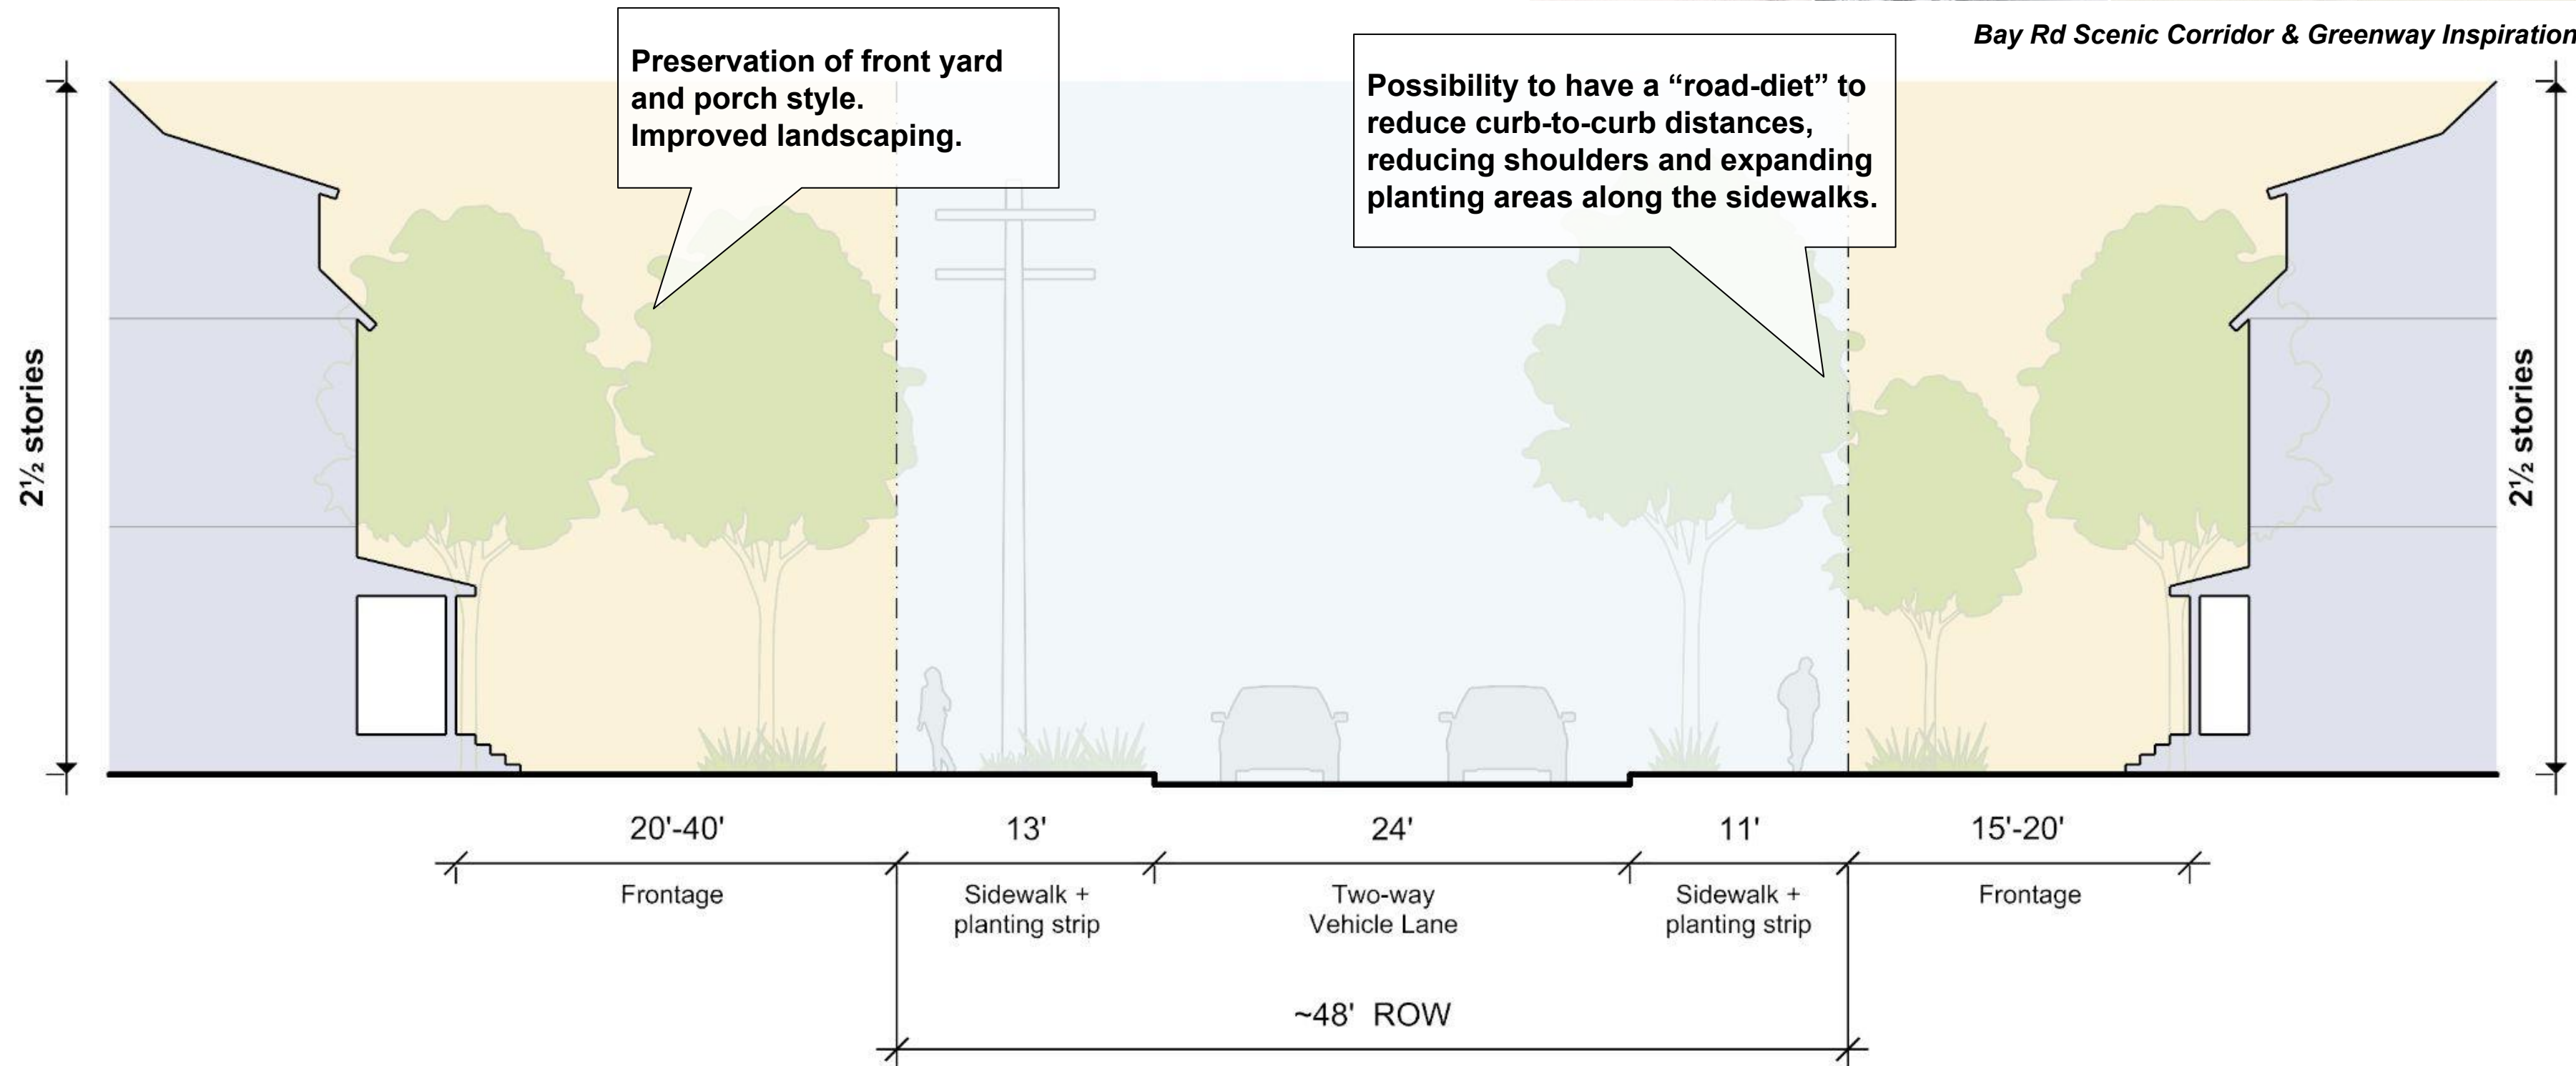 Bay Rd Scenic Corridor & Greenway Inspiration
Preservation of front yard
and porch style.
Improved landscaping.
Possibility to have a “road-diet” to
reduce curb-to-curb distances,
reducing shoulders and expanding
planting areas along the sidewalks.
2½ stories
2½ stories
20'-40'
13'
24'
11'
15'-20'
Frontage
Sidewalk +
planting strip
Two-way
Vehicle Lane
Sidewalk +
planting strip
Frontage
~48' ROW